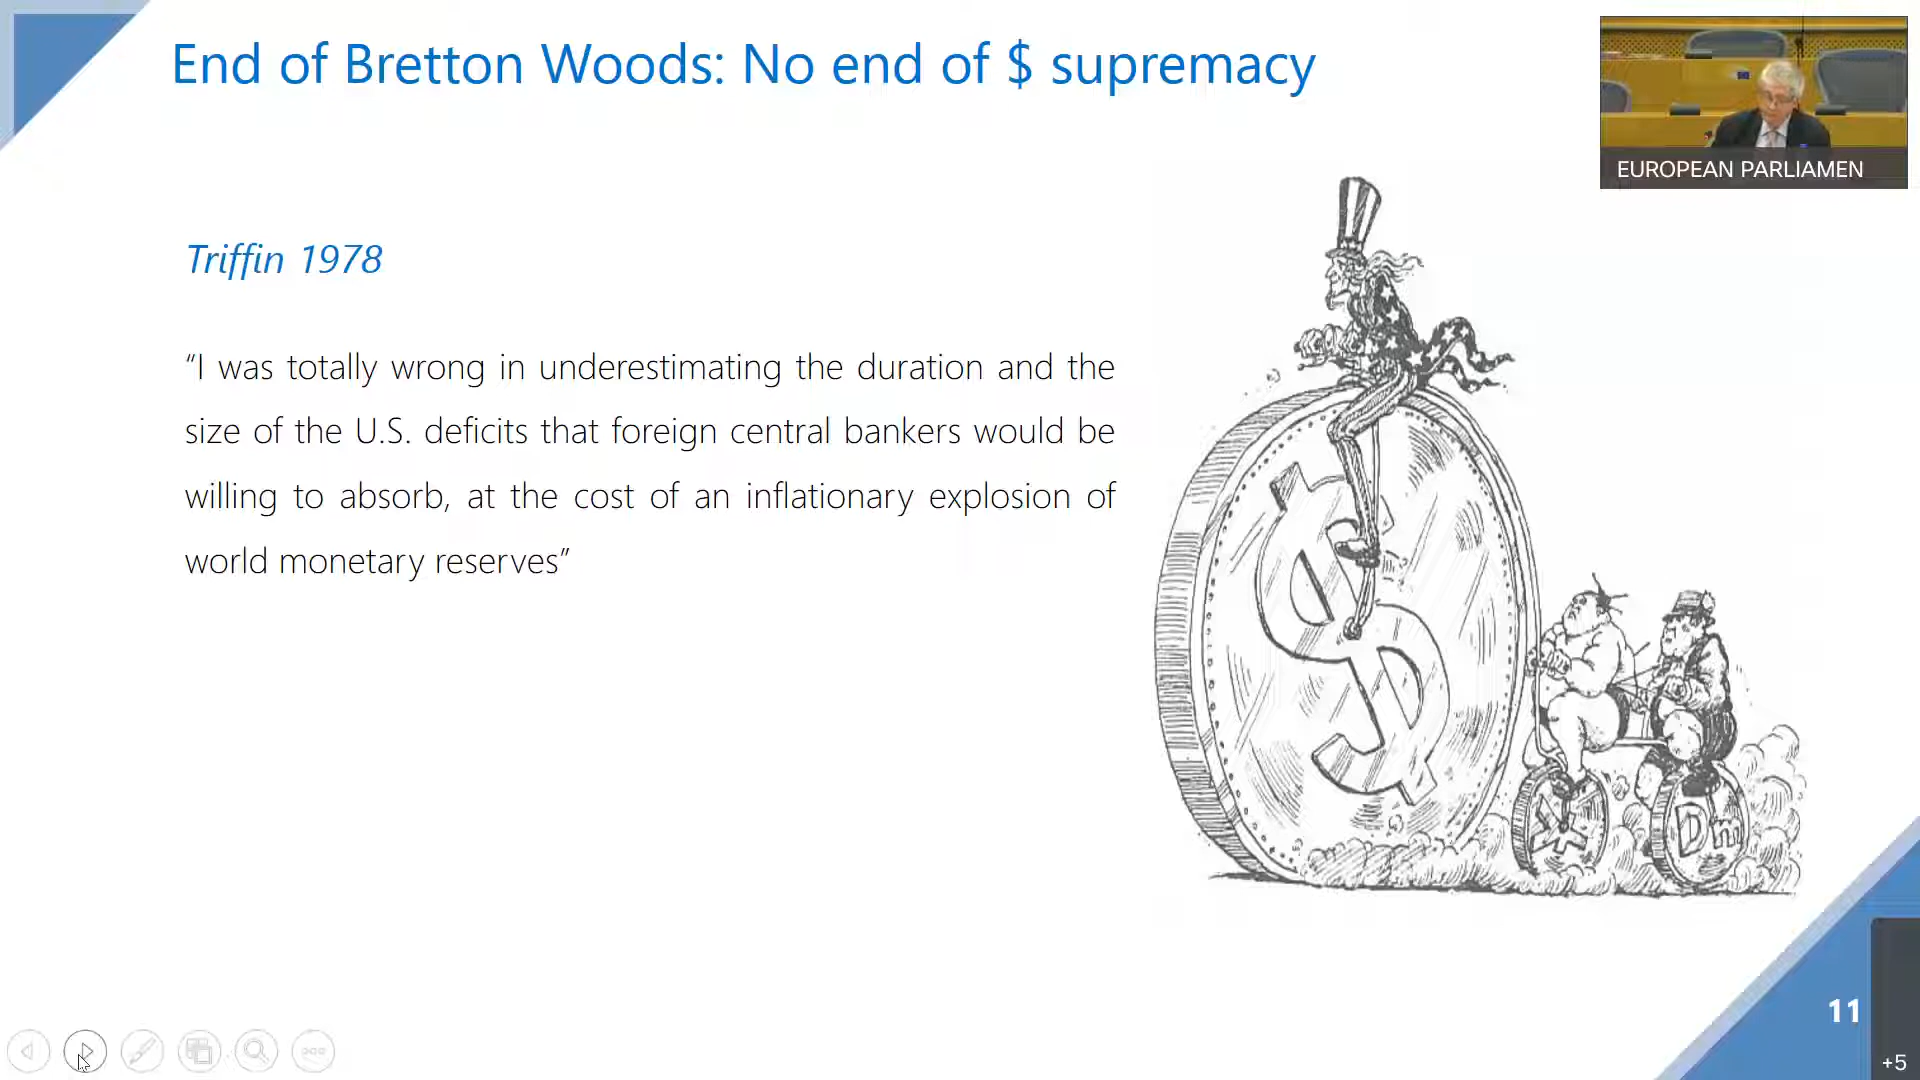 End of Bretton Woods: No end of $ supremacy
EUROPEAN PARLIAMEN
Triffin 1978
“I was totally wrong in underestimating the duration and the
size of the U.S. deficits that foreign central bankers would be
willing to absorb, at the cost of an inflationary explosion of
world monetary reserves”
$
¥
Dm
11
+5